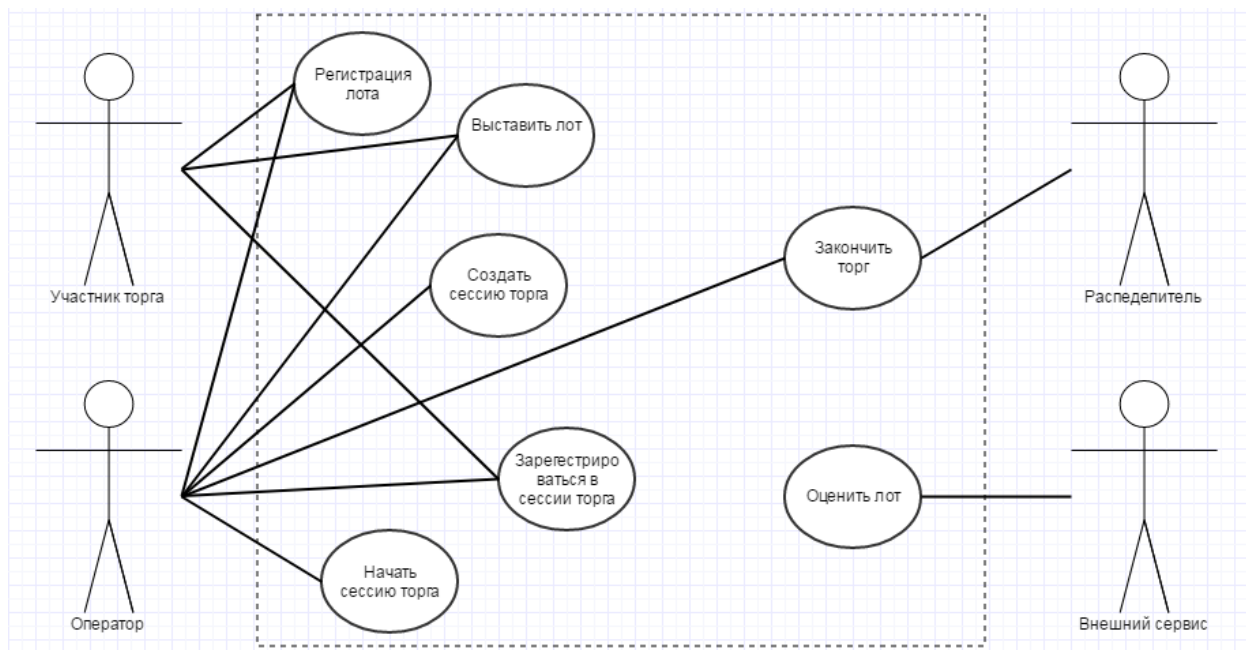 Регистрация
лота
Выставить лот
Создать
сессию торга
Закончить
торг
Участник торга
Распеделитель
Зарегестриро
ваться в
сессии торга
Оценить лот
Начать
сессию торга
Оператор
Внешний сервис